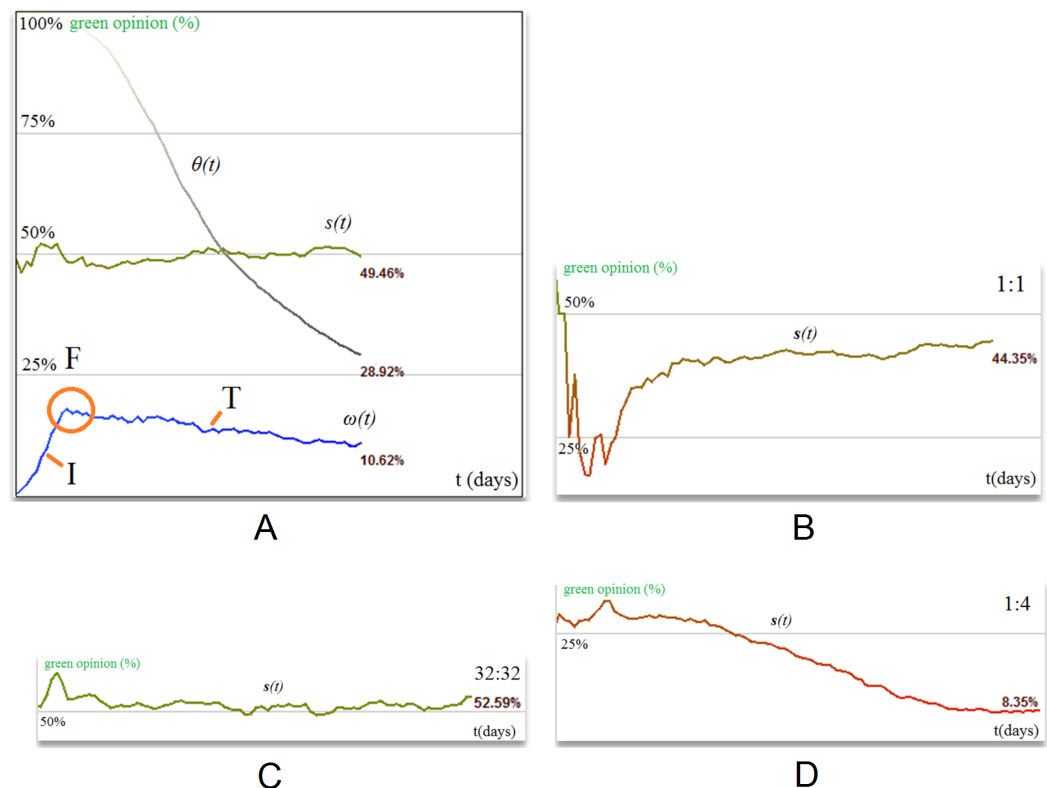 100% green opinion (%)
75%
θ(t)
50%
s(t)
49.46%
25%
F
28.92%
T
ω(t)
10.62%
I
t (days)
A
green opinion (%)
1:1
50%
s(t)
44.35%
25%
t(days)
B
green opinion (%)
32:32
s(t)
52.59%
50%
t(days)
C
green opinion (%)
1:4
s(t)
25%
8.35%
t(days)
D